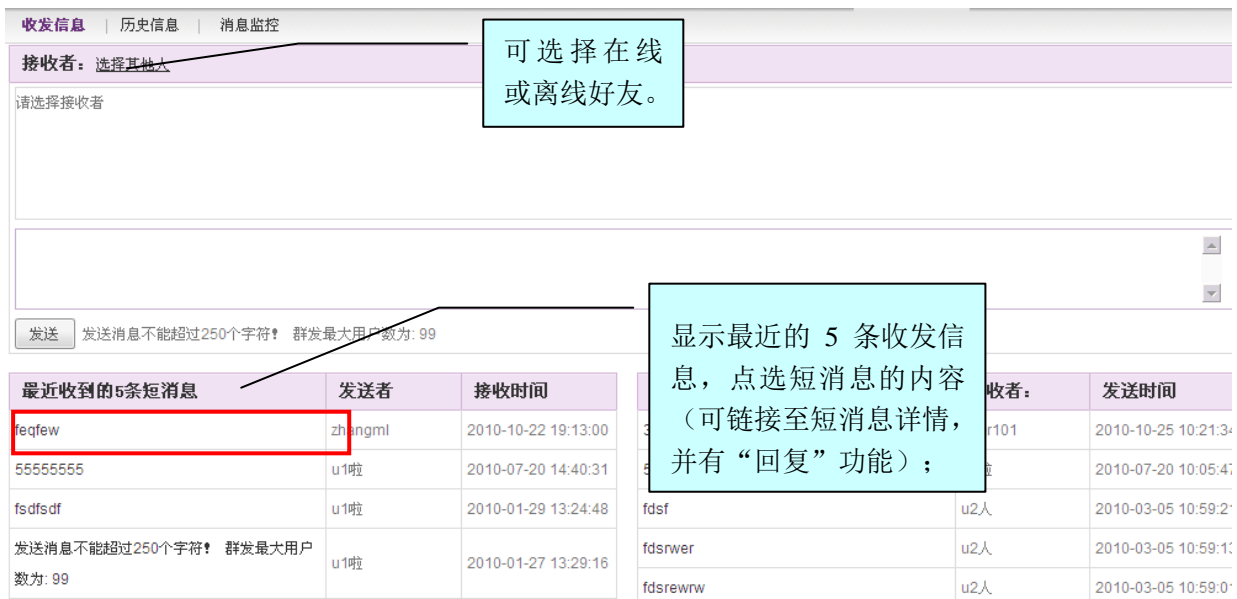 收发信息 | 历史信息 | 消息监控
可选择在线
或离线好友。
接收者：选择其他人
请选择接收者
发送 发送消息不能超过250个字符! 群发最大用户数为: 99
显示最近的 5 条收发信
息，点选短消息的内容
（可链接至短消息详情，
并有“回复”功能）；
最近收到的5条短消息 发送者 接收时间
feqfew zhangml 2010-10-22 19:13:00
55555555 u1啦 2010-07-20 14:40:31
fsdfsdf u1啦 2010-01-29 13:24:48
发送消息不能超过250个字符! 群发最大用户
数为: 99
u1啦 2010-01-27 13:29:16
收者： 发送时间
r101 2010-10-25 10:21:34
2010-07-20 10:05:47
fdsf u2人 2010-03-05 10:59:2
fdsrwer u2人 2010-03-05 10:59:1
fdsrewrw u2人 2010-03-05 10:59:0